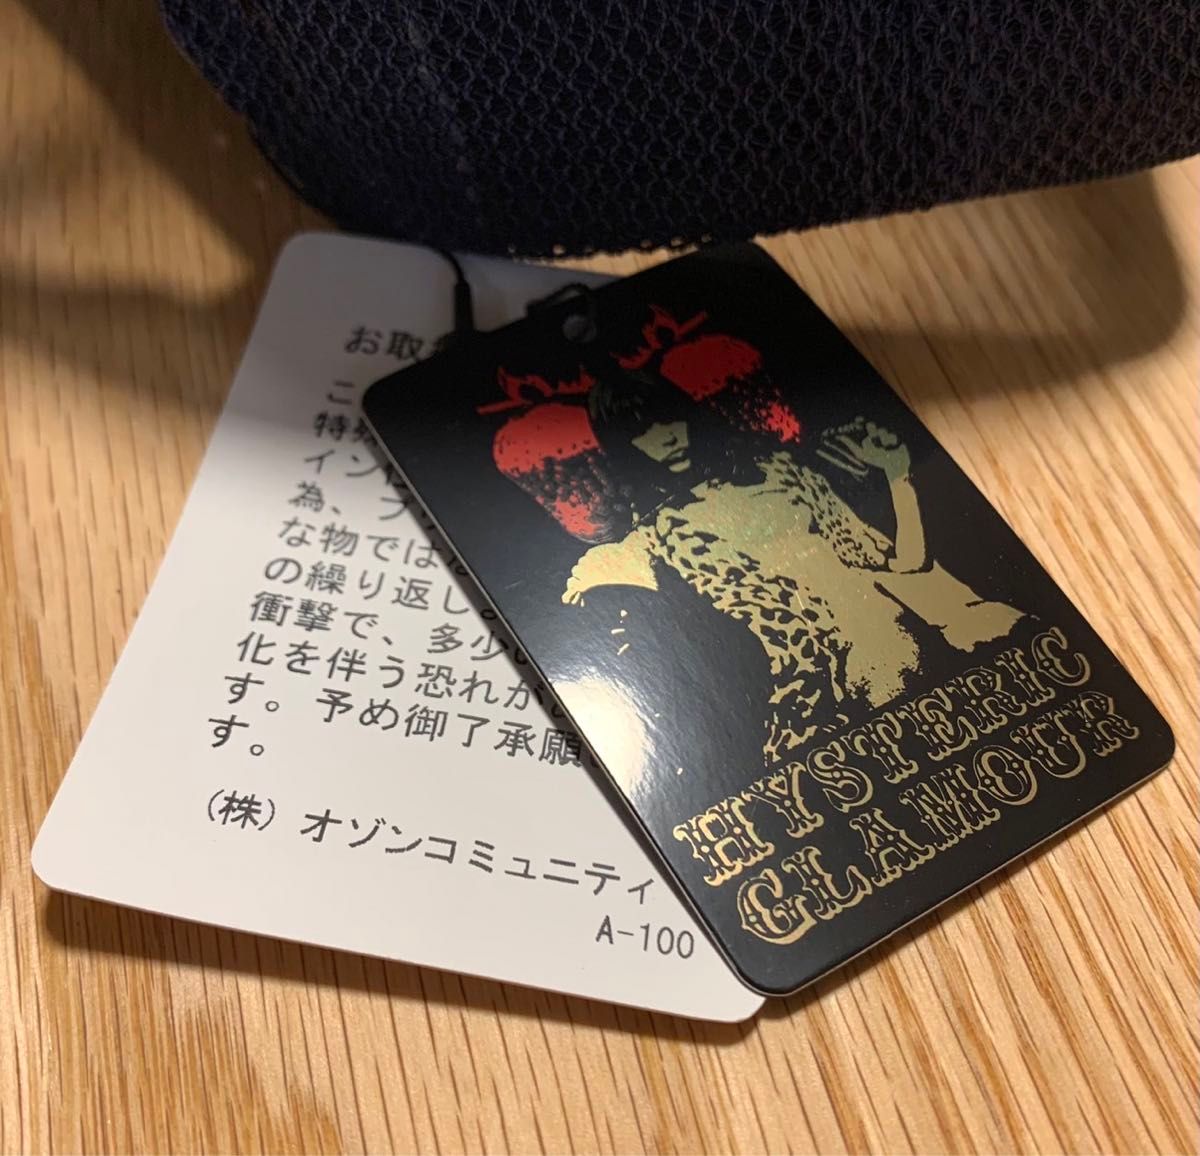 お取
こ
特殊
イン
為、プ
な物では
の繰り返し
衝撃で、多少
化を伴う恐れが
す。予め御了承願
す。
(株) オゾンコミュニティ
A-100
HYSTERIC
GLAMOUR